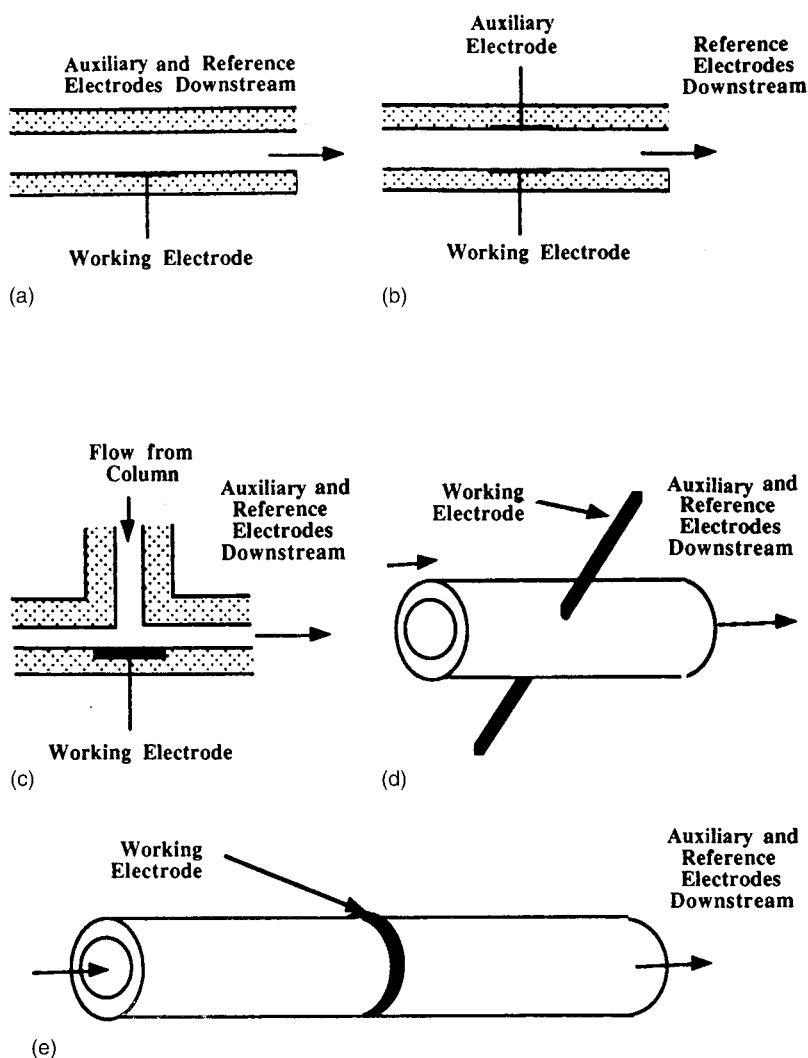 Auxiliary and Reference
Electrodes Downstream
Working Electrode
(a)
Auxiliary
Electrode
Reference
Electrodes
Downstream
Working Electrode
(b)
Flow from
Column
Auxiliary and
Reference
Electrodes
Downstream
Working Electrode
(c)
Working
Electrode
Auxiliary and
Reference
Electrodes
Downstream
(d)
Working
Electrode
Auxiliary and
Reference
Electrodes
Downstream
(e)